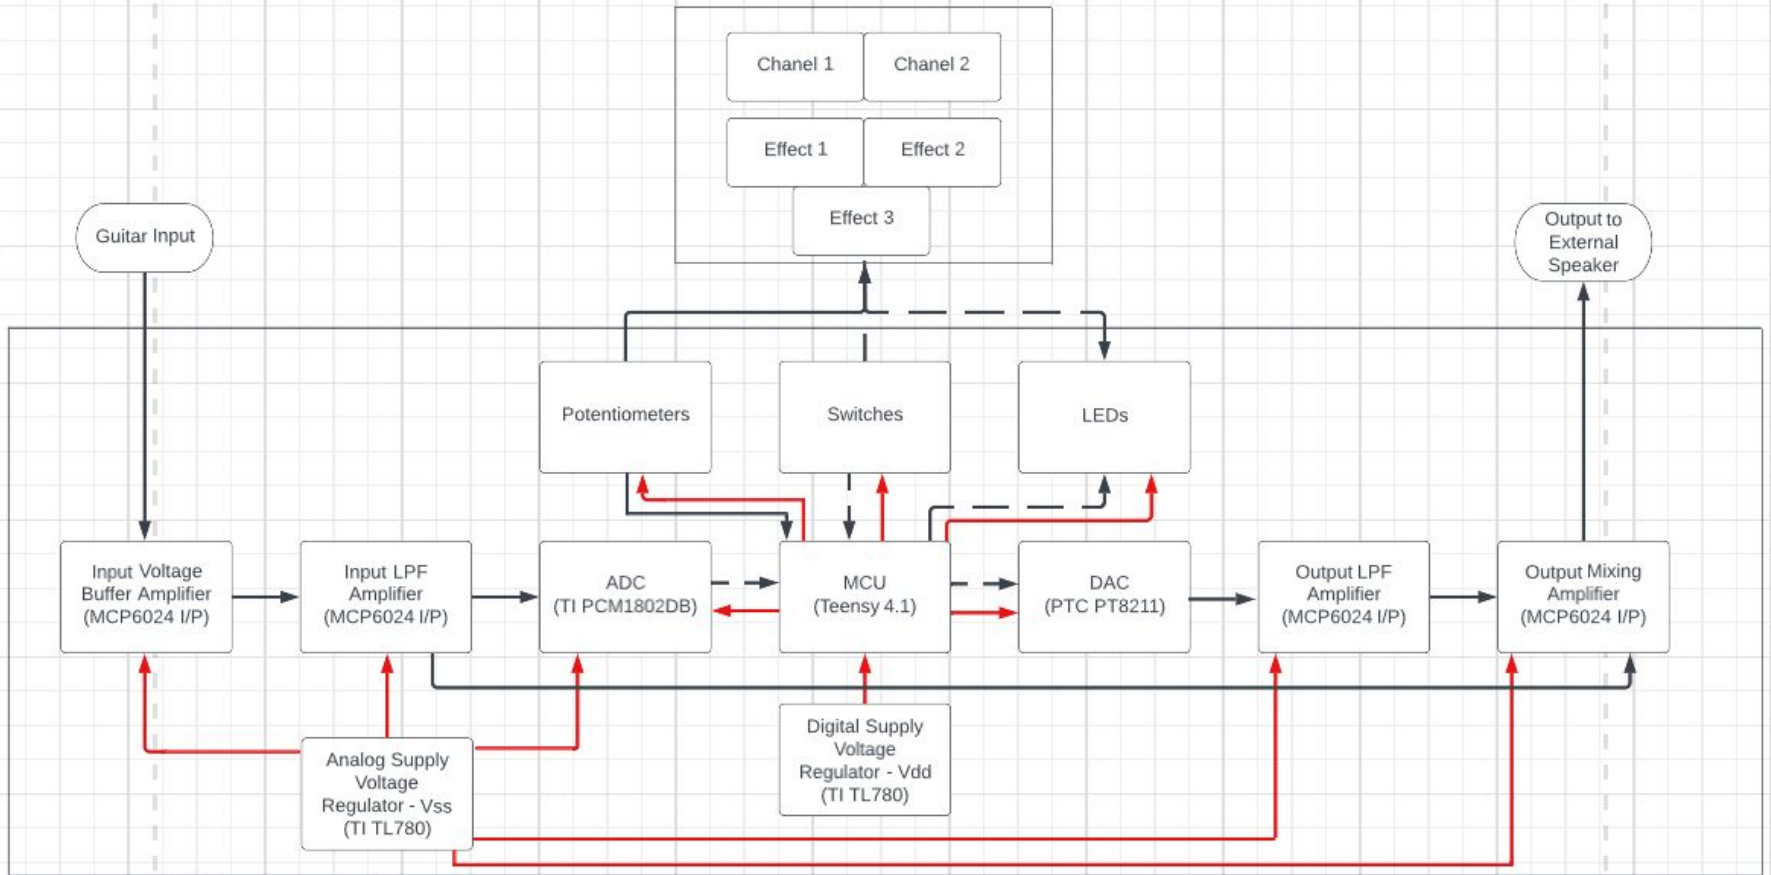 Chanel 1
Chanel 2
Effect 1
Effect 2
Effect 3
Guitar Input
Output to
External
Speaker
Potentiometers
Switches
LEDs
Input Voltage
Buffer Amplifier
(MCP6024 I/P)
Input LPF
Amplifier
(MCP6024 I/P)
ADC
(TI PCM1802DB)
MCU
(Teensy 4.1)
DAC
(PTC PT8211)
Output LPF
Amplifier
(MCP6024 I/P)
Output Mixing
Amplifier
(MCP6024 I/P)
Analog Supply
Voltage
Regulator - Vss
(TI TL780)
Digital Supply
Voltage
Regulator - Vdd
(TI TL780)